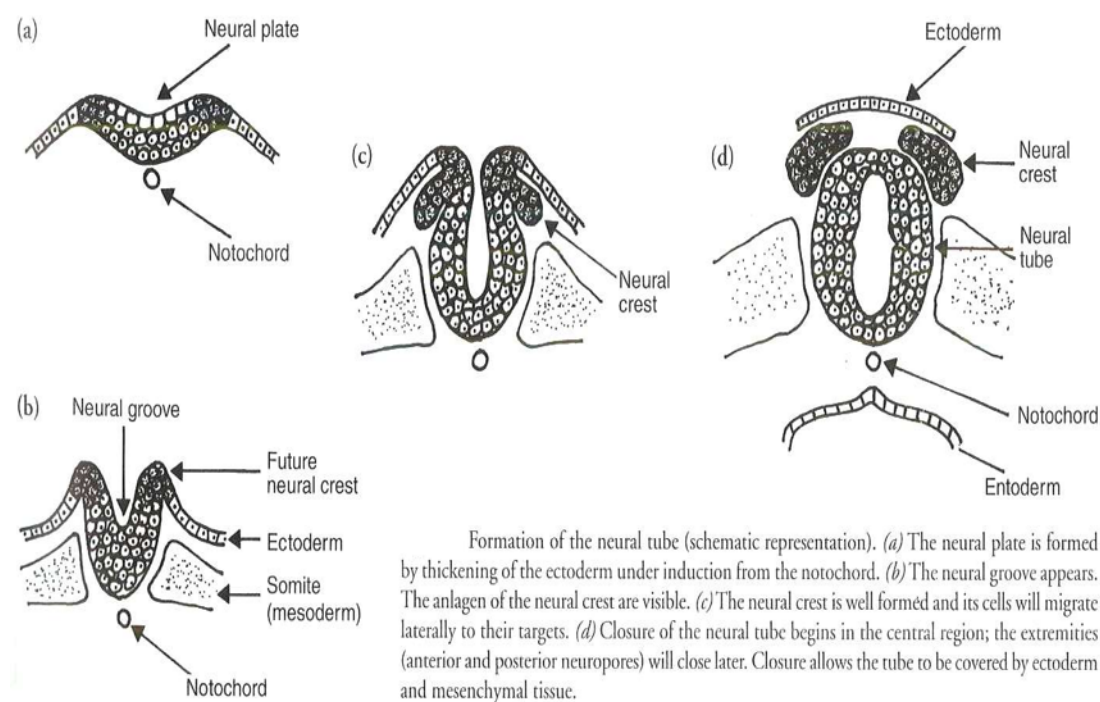 (a)
Neural plate
Notochord
(b)
Neural groove
Future
neural crest
Ectoderm
Somite
(mesoderm)
Notochord
(c)
Neural
crest
(d)
Ectoderm
Neural
crest
Neural
tube
Notochord
Entoderm
Formation of the neural tube (schematic representation). (a) The neural plate is formed
by thickening of the ectoderm under induction from the notochord. (b) The neural groove appears.
The anlagen of the neural crest are visible. (c) The neural crest is well formed and its cells will migrate
laterally to their targets. (d) Closure of the neural tube begins in the central region; the extremities
(anterior and posterior neuropores) will close later. Closure allows the tube to be covered by ectoderm
and mesenchymal tissue.